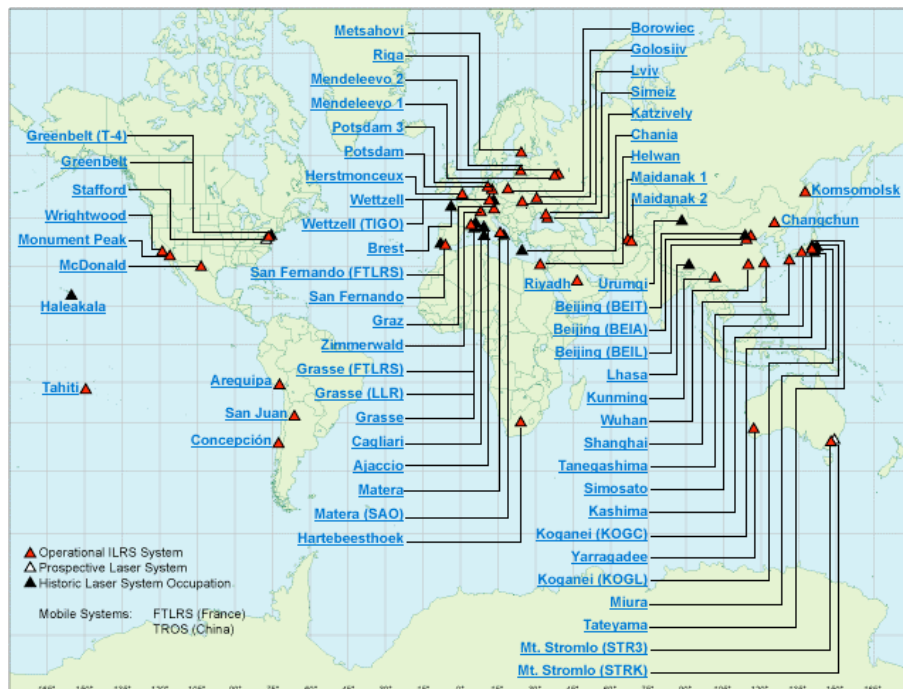 Metsahovi
Riga
Mendeleevo 2
Mendeleevo 1
Potsdam 3
Potsdam
Herstmonceux
Wettzell
Wettzell (TIGO)
Brest
San Fernando (FTLRS)
San Fernando
Graz
Zimmerwald
Grasse (FTLRS)
Grasse (LLR)
Grasse
Cagliari
Ajaccio
Matera
Matera (SAO)
Hartebeesthoek
Greenbelt (T-4)
Greenbelt
Stafford
Wrightwood
Monument Peak
McDonald
Haleakala
Tahiti
Arequipa
San Juan
Concepción
Borowiec
Golosiiv
Lviv
Simeiz
Katzively
Chania
Helwan
Maidanak 1
Maidanak 2
Komsomolsk
Changchun
Riyadh
Urumqi
Beijing (BEIT)
Beijing (BEIA)
Beijing (BEIL)
Lhasa
Kunming
Wuhan
Shanghai
Tanegashima
Simosato
Kashima
Koganei (KOGC)
Yarragadee
Koganei (KOGL)
Miura
Tateyama
Mt. Stromlo (STR3)
Mt. Stromlo (STRK)
Operational ILRS System
Prospective Laser System
Historic Laser System Occupation
Mobile Systems: FTLRS (France)
TROS (China)